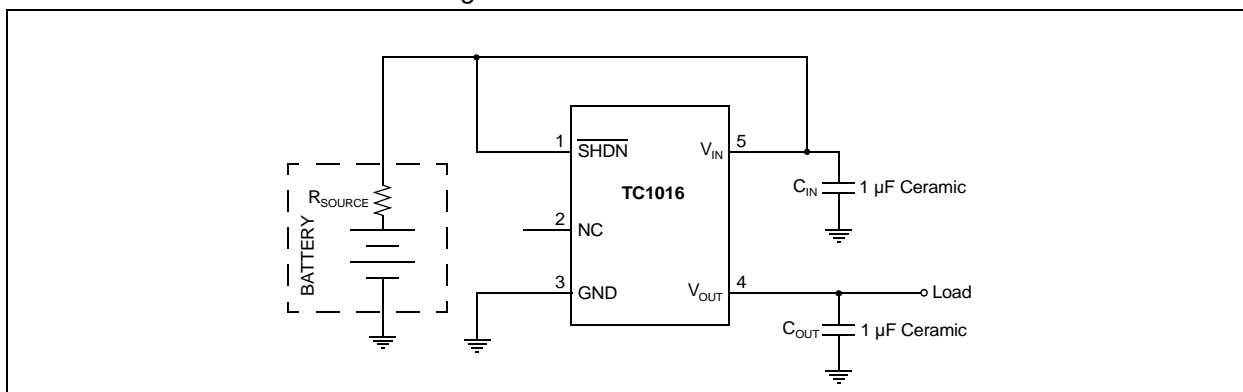 1 SHDN
V_IN 5
TC1016
C_IN 1 µF Ceramic
R_SOURCE
BATTERY
2 NC
3 GND
V_OUT 4
Load
C_OUT 1 µF Ceramic